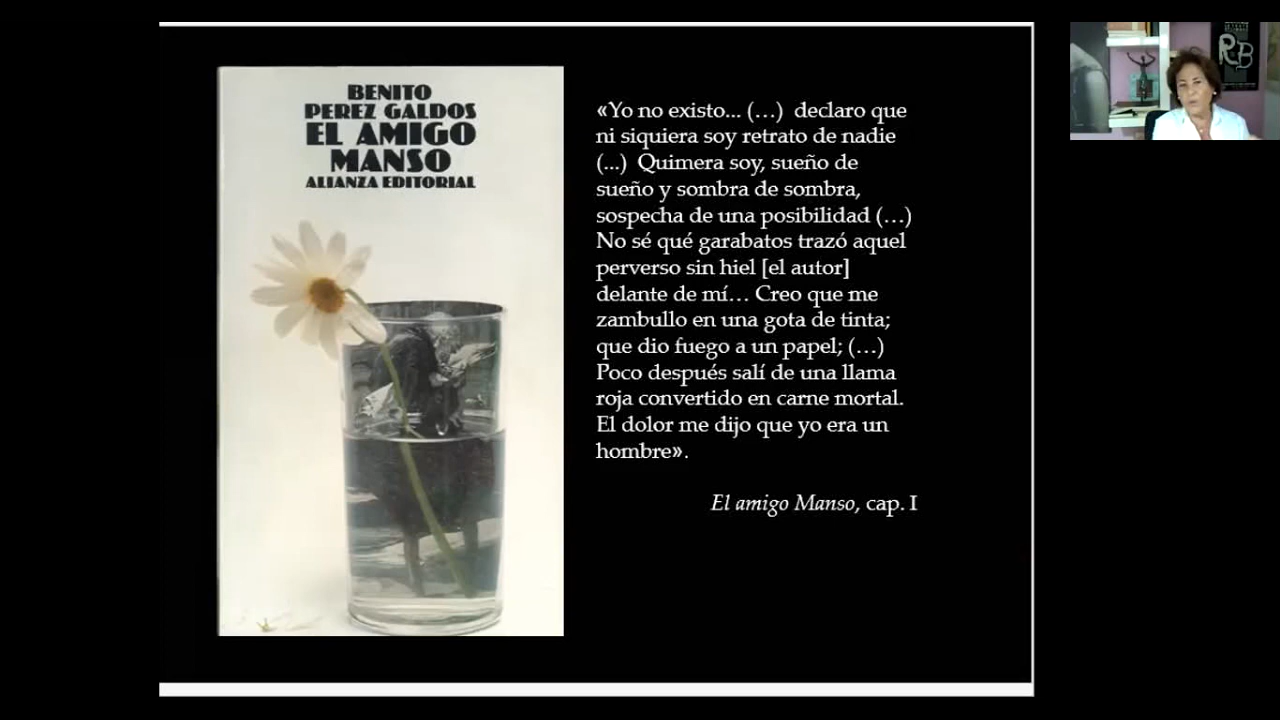 BENITO
PEREZ GALDOS
EL AMIGO
MANSO
ALIANZA EDITORIAL
«Yo no existo... (…) declaro que
ni siquiera soy retrato de nadie
(...) Quimera soy, sueño de
sueño y sombra de sombra,
sospecha de una posibilidad (…)
No sé qué garabatos trazó aquel
perverso sin hiel [el autor]
delante de mí… Creo que me
zambullo en una gota de tinta;
que dio fuego a un papel; (…)
Poco después salí de una llama
roja convertido en carne mortal.
El dolor me dijo que yo era un
hombre».
El amigo Manso, cap. I